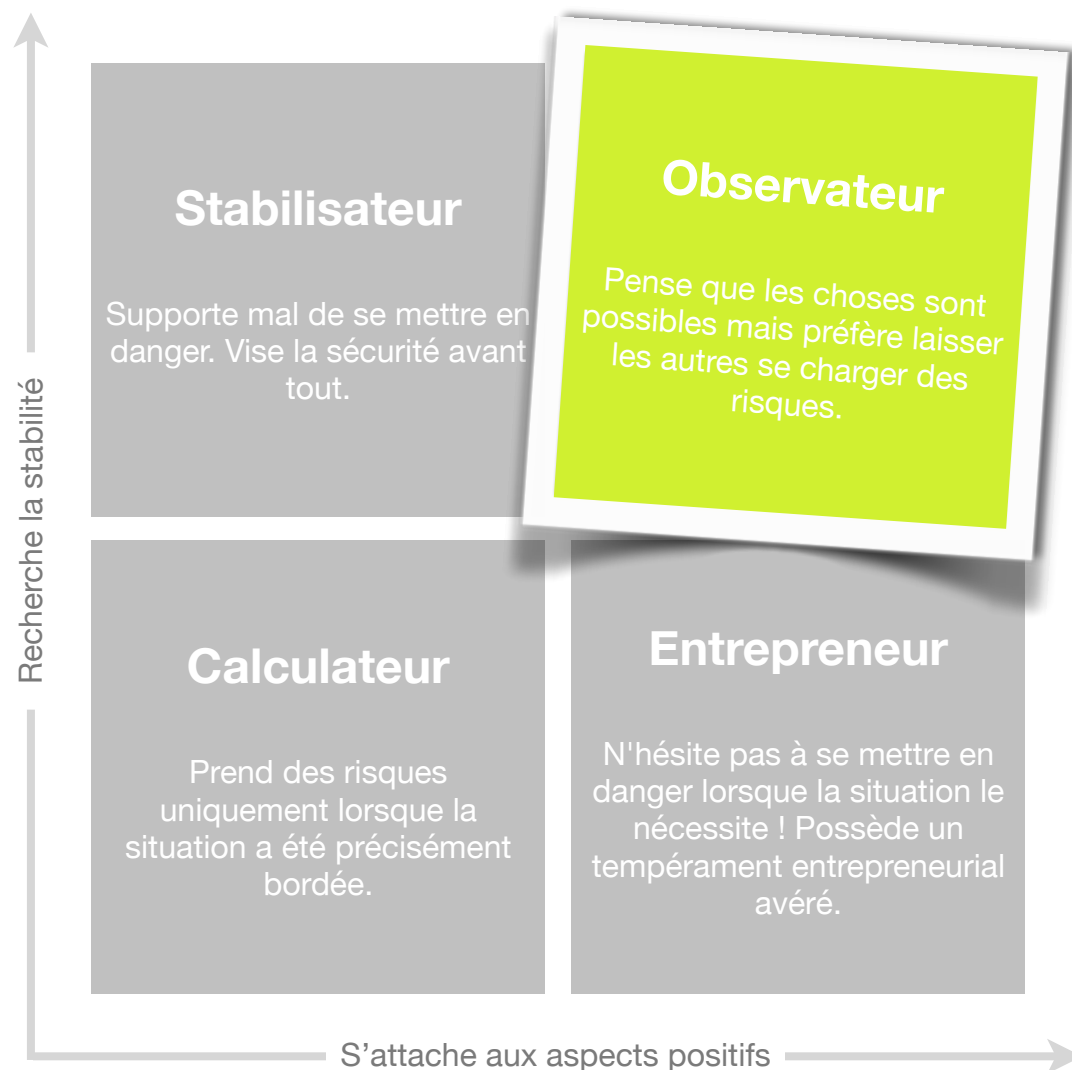 Stabilisateur
Supporte mal de se mettre en
danger. Vise la sécurité avant
tout.
Observateur
Pense que les choses sont
possibles mais préfère laisser
les autres se charger des
risques.
Calculateur
Prend des risques
uniquement lorsque la
situation a été précisément
bordée.
Entrepreneur
N'hésite pas à se mettre en
danger lorsque la situation le
nécessite ! Possède un
tempérament entrepreneurial
avéré.
Recherche la stabilité
S’attache aux aspects positifs